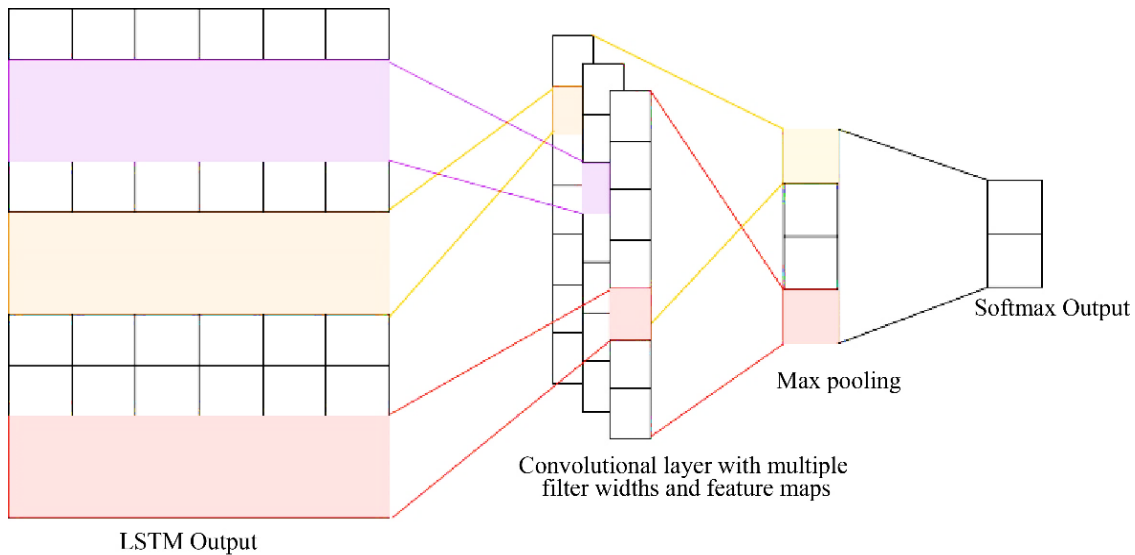 Softmax Output
Max pooling
Convolutional layer with multiple
filter widths and feature maps
LSTM Output